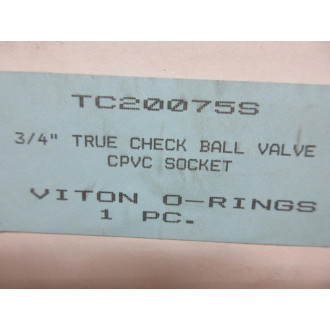 TC20075S
3/4" TRUE CHECK BALL VALVE
CPVC SOCKET
VITON O-RINGS
1 PC.